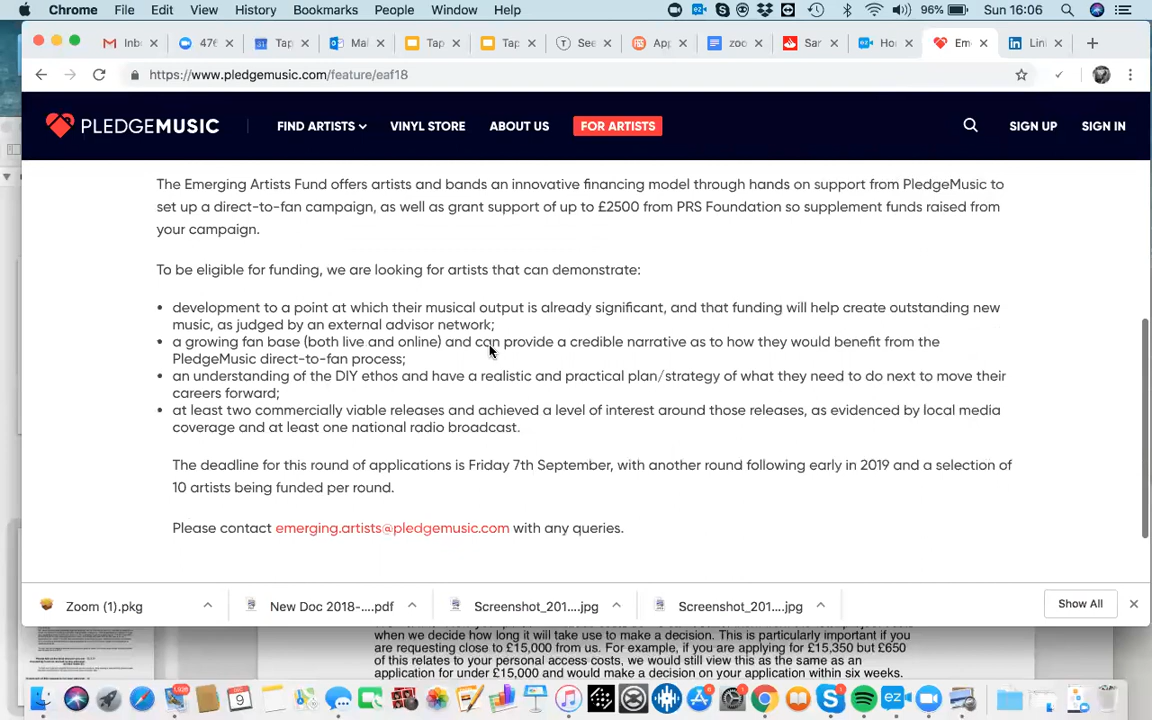 Chrome File Edit View History Bookmarks People Window Help 96% Sun 16:06
Inb 476 Tap Mai Tap Tap See App zoo San Ho Em Lin
https://www.pledgemusic.com/feature/eaf18
PLEDGEMUSIC FIND ARTISTS VINYL STORE ABOUT US FOR ARTISTS SIGN UP SIGN IN
The Emerging Artists Fund offers artists and bands an innovative financing model through hands on support from PledgeMusic to
set up a direct-to-fan campaign, as well as grant support of up to £2500 from PRS Foundation so supplement funds raised from
your campaign.
To be eligible for funding, we are looking for artists that can demonstrate:
• development to a point at which their musical output is already significant, and that funding will help create outstanding new
music, as judged by an external advisor network;
• a growing fan base (both live and online) and can provide a credible narrative as to how they would benefit from the
PledgeMusic direct-to-fan process;
• an understanding of the DIY ethos and have a realistic and practical plan/strategy of what they need to do next to move their
careers forward;
• at least two commercially viable releases and achieved a level of interest around those releases, as evidenced by local media
coverage and at least one national radio broadcast.
The deadline for this round of applications is Friday 7th September, with another round following early in 2019 and a selection of
10 artists being funded per round.
Please contact emerging.artists@pledgemusic.com with any queries.
Zoom (1).pkg New Doc 2018-....pdf Screenshot_201....jpg Screenshot_201....jpg Show All
when we decide how long it will take use to make a decision. This is particularly important if you
are requesting close to £15,000 from us. For example, if you are applying for £15,350 but £650
of this relates to your personal access costs, we would still view this as the same as an
application for under £15,000 and would make a decision on your application within six weeks.